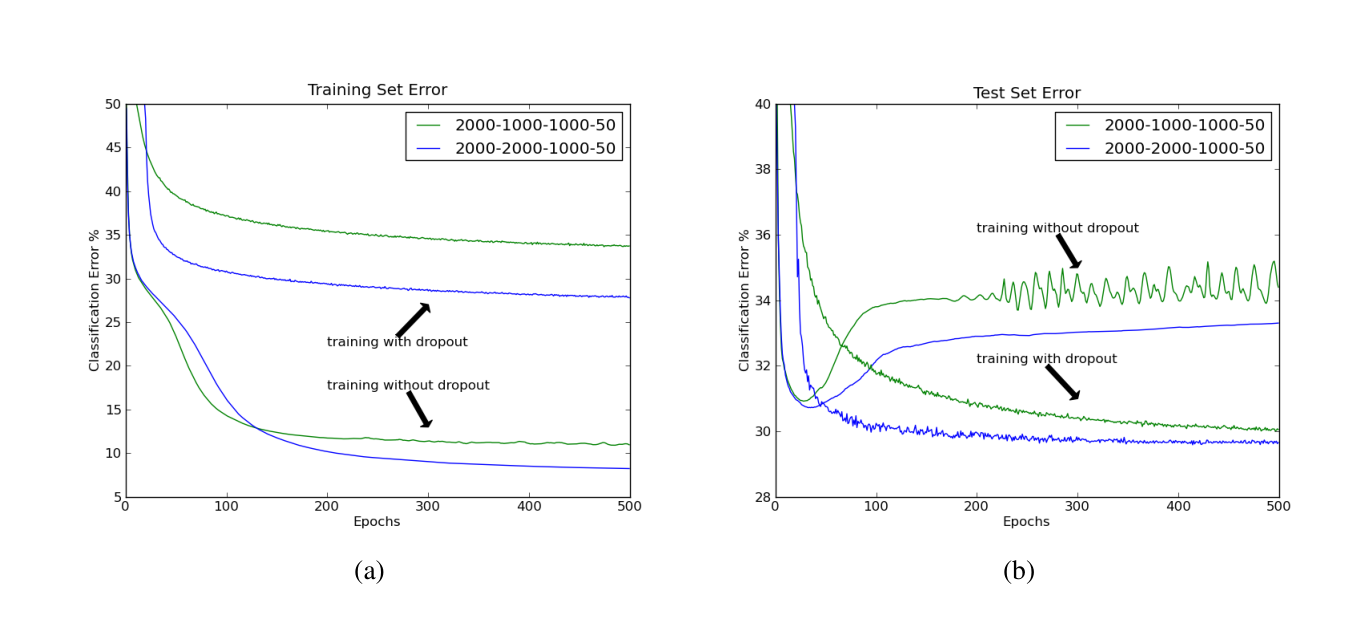 Training Set Error
50
45
40
35
30
25
20
15
10
5
Classification Error %
2000-1000-1000-50
2000-2000-1000-50
training with dropout
training without dropout
0
100
200
300
400
500
Epochs
(a)
Test Set Error
40
38
36
34
32
30
28
Classification Error %
2000-1000-1000-50
2000-2000-1000-50
training without dropout
training with dropout
0
100
200
300
400
500
Epochs
(b)